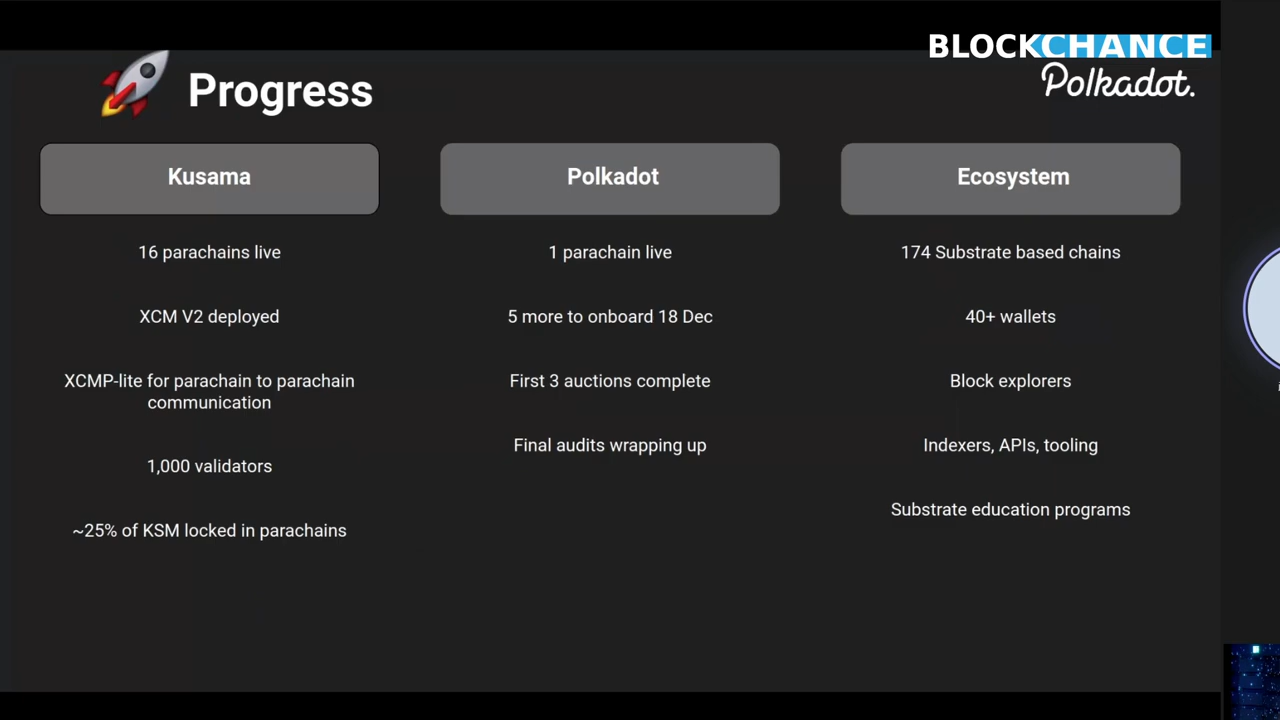 BLOCKCHANCE
Polkadot.
Progress
Kusama
16 parachains live
XCM V2 deployed
XCMP-lite for parachain to parachain
communication
1,000 validators
~25% of KSM locked in parachains
Polkadot
1 parachain live
5 more to onboard 18 Dec
First 3 auctions complete
Final audits wrapping up
Ecosystem
174 Substrate based chains
40+ wallets
Block explorers
Indexers, APIs, tooling
Substrate education programs